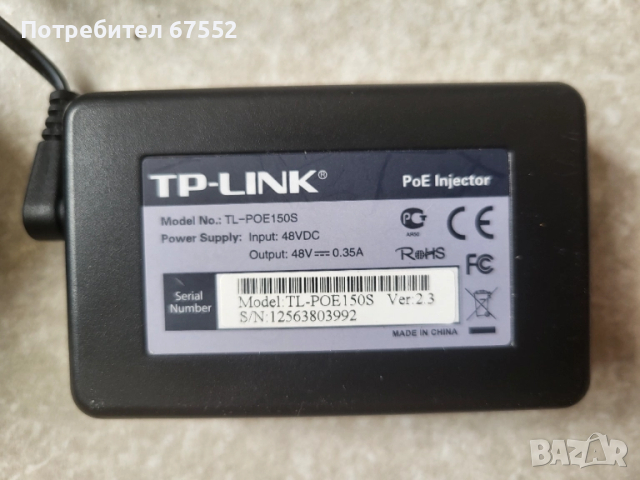 Потребител 67552
TP-LINK®
PoE Injector
Model No.: TL-POE150S
Power Supply: Input: 48VDC
Output: 48V⎓0.35A
RoHS
FC
CE
Serial Number
Model:TL-POE150S Ver:2.3
S/N:12563803992
MADE IN CHINA
BAZAR